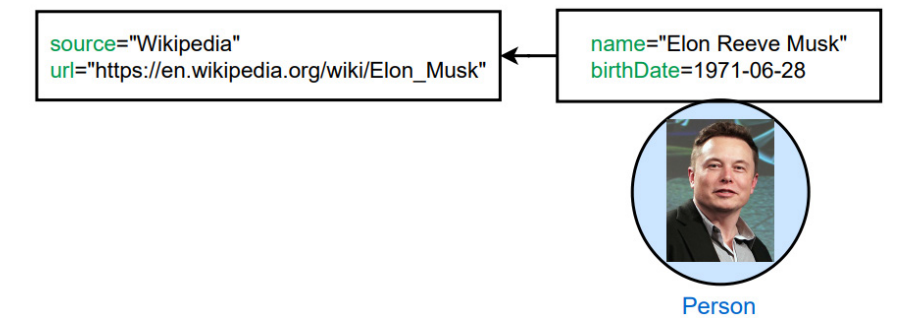 source="Wikipedia"
url="https://en.wikipedia.org/wiki/Elon_Musk"
name="Elon Reeve Musk"
birthDate=1971-06-28
Person